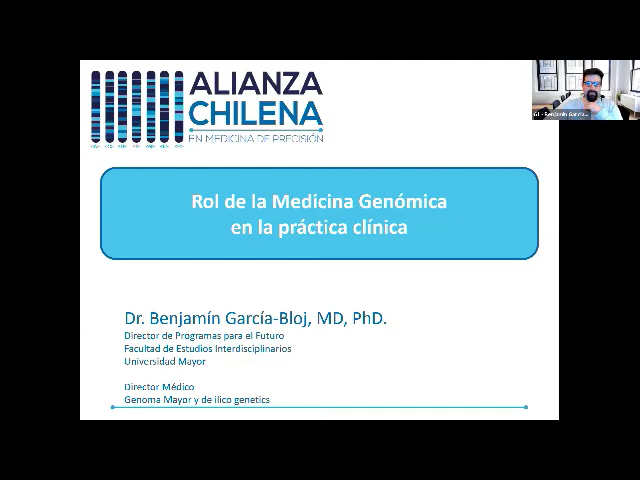 ALIANZA
CHILENA
EN MEDICINA DE PRECISIÓN
Rol de la Medicina Genómica
en la práctica clínica
Dr. Benjamín García-Bloj, MD, PhD.
Director de Programas para el Futuro
Facultad de Estudios Interdisciplinarios
Universidad Mayor
Director Médico
Genoma Mayor y de ilico genetics